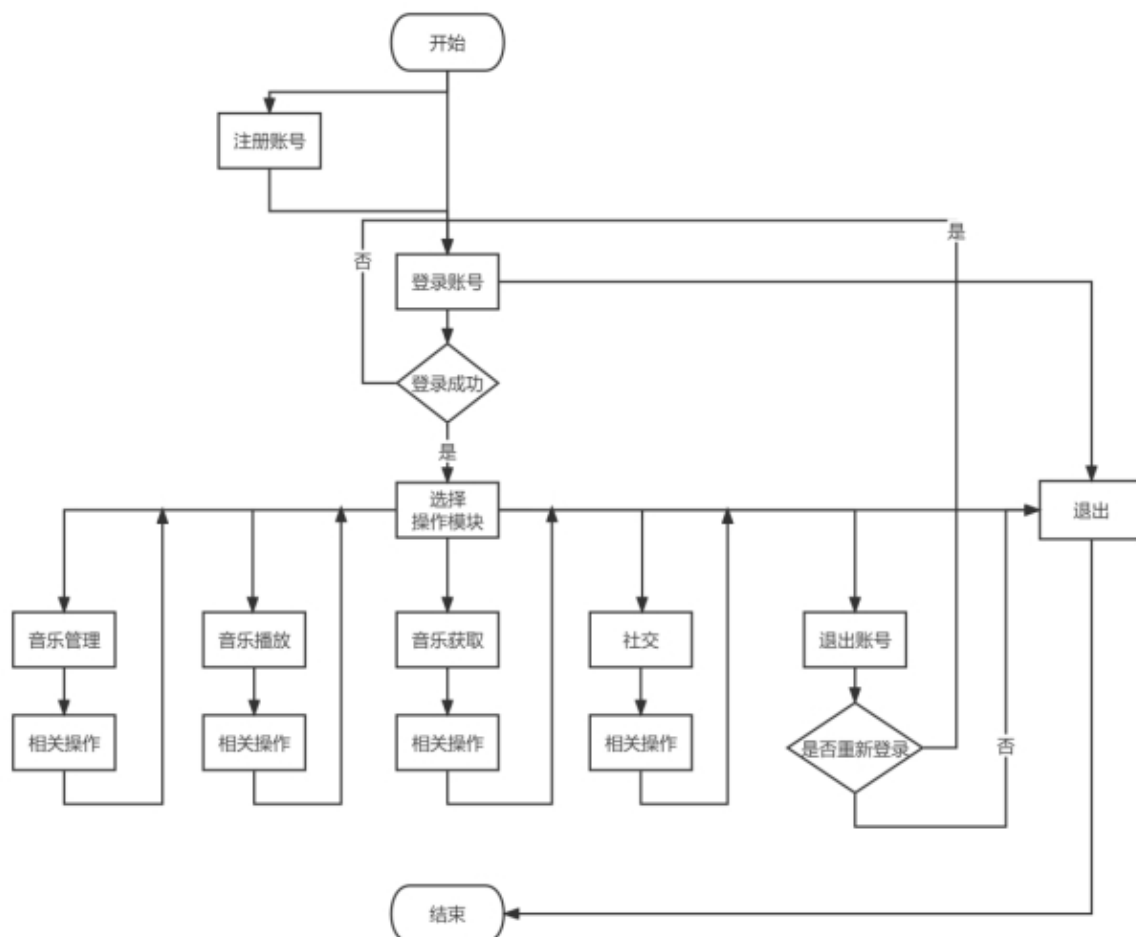 开始
注册账号
是
否
登录账号
登录成功
是
选择
操作模块
退出
音乐管理
音乐播放
音乐获取
社交
退出账号
相关操作
相关操作
相关操作
相关操作
是否重新登录
否
结束